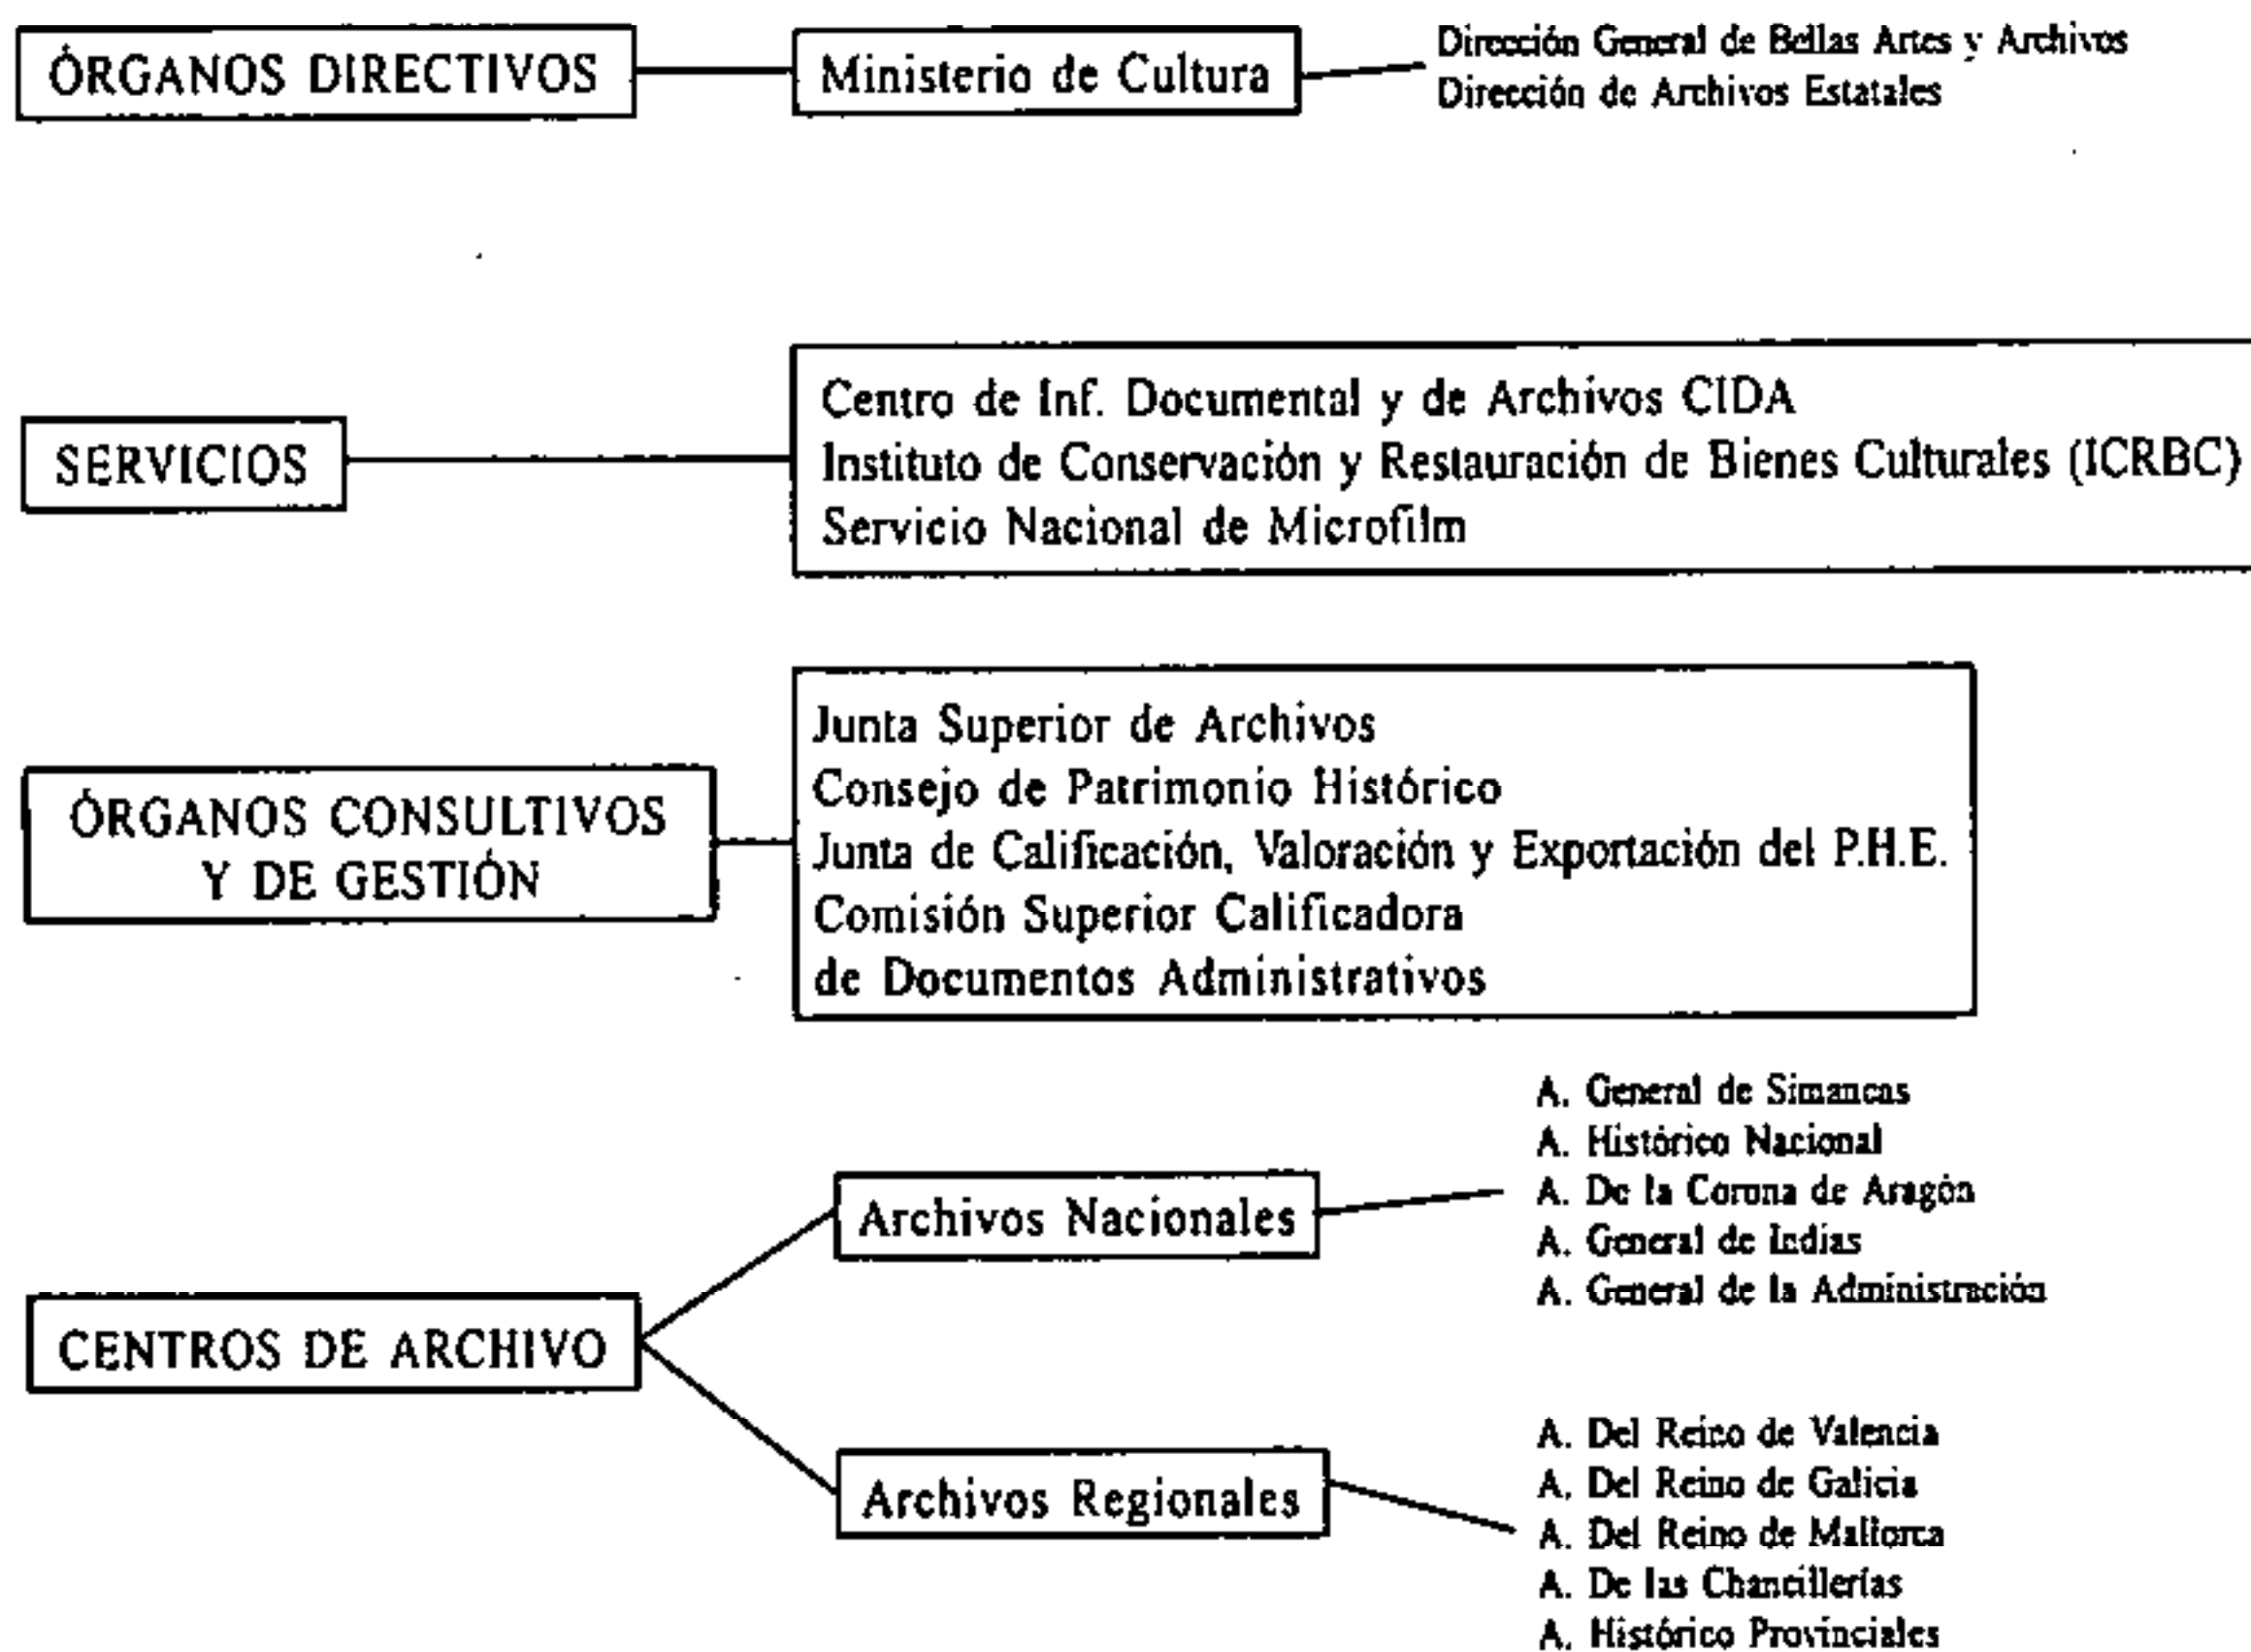 ÓRGANOS DIRECTIVOS
Ministerio de Cultura
Dirección General de Bellas Artes y Archivos
Dirección de Archivos Estatales
SERVICIOS
Centro de Inf. Documental y de Archivos CIDA
Instituto de Conservación y Restauración de Bienes Culturales (ICRBC)
Servicio Nacional de Microfilm
ÓRGANOS CONSULTIVOS
Y DE GESTIÓN
Junta Superior de Archivos
Consejo de Patrimonio Histórico
Junta de Calificación, Valoración y Exportación del P.H.E.
Comisión Superior Calificadora
de Documentos Administrativos
CENTROS DE ARCHIVO
Archivos Nacionales
A. General de Simancas
A. Histórico Nacional
A. De la Corona de Aragón
A. General de Indias
A. General de la Administración
Archivos Regionales
A. Del Reino de Valencia
A. Del Reino de Galicia
A. Del Reino de Mallorca
A. De las Chancillerías
A. Histórico Provinciales